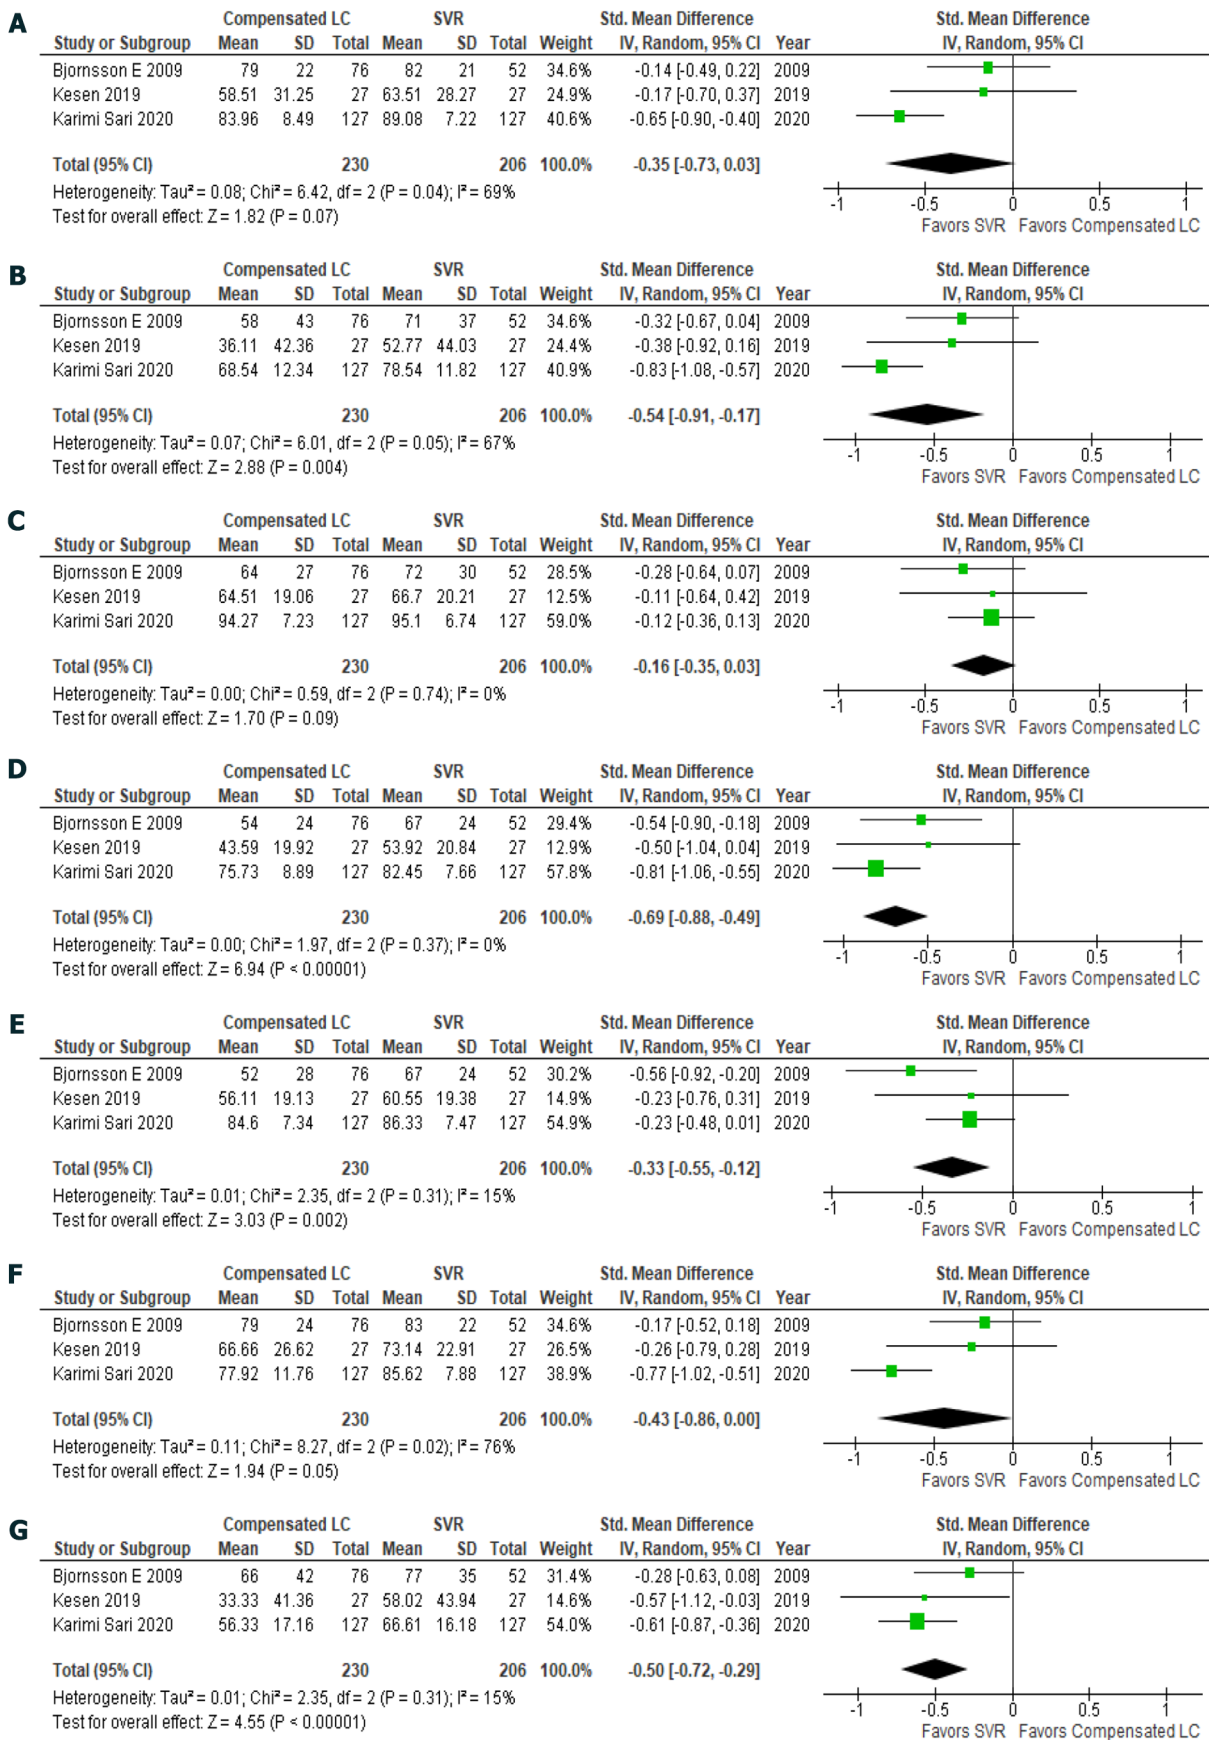 A
Compensated LC SVR Std. Mean Difference Std. Mean Difference
Study or Subgroup Mean SD Total Mean SD Total Weight IV, Random, 95% CI Year IV, Random, 95% CI
Bjornsson E 2009 79 22 76 82 21 52 34.6% -0.14 [-0.49, 0.22] 2009
Kesen 2019 58.51 31.25 27 63.51 28.27 27 24.9% -0.17 [-0.70, 0.37] 2019
Karimi Sari 2020 83.96 8.49 127 89.08 7.22 127 40.6% -0.65 [-0.90, -0.40] 2020
Total (95% CI) 230 206 100.0% -0.35 [-0.73, 0.03]
Heterogeneity: Tau² = 0.08; Chi² = 6.42, df = 2 (P = 0.04); I² = 69%
Test for overall effect: Z = 1.82 (P = 0.07)
-1 -0.5 0 0.5 1
Favors SVR Favors Compensated LC
B
Compensated LC SVR Std. Mean Difference Std. Mean Difference
Study or Subgroup Mean SD Total Mean SD Total Weight IV, Random, 95% CI Year IV, Random, 95% CI
Bjornsson E 2009 58 43 76 71 37 52 34.6% -0.32 [-0.67, 0.04] 2009
Kesen 2019 36.11 42.36 27 52.77 44.03 27 24.4% -0.38 [-0.92, 0.16] 2019
Karimi Sari 2020 68.54 12.34 127 78.54 11.82 127 40.9% -0.83 [-1.08, -0.57] 2020
Total (95% CI) 230 206 100.0% -0.54 [-0.91, -0.17]
Heterogeneity: Tau² = 0.07; Chi² = 6.01, df = 2 (P = 0.05); I² = 67%
Test for overall effect: Z = 2.88 (P = 0.004)
-1 -0.5 0 0.5 1
Favors SVR Favors Compensated LC
C
Compensated LC SVR Std. Mean Difference Std. Mean Difference
Study or Subgroup Mean SD Total Mean SD Total Weight IV, Random, 95% CI Year IV, Random, 95% CI
Bjornsson E 2009 64 27 76 72 30 52 28.5% -0.28 [-0.64, 0.07] 2009
Kesen 2019 64.51 19.06 27 66.7 20.21 27 12.5% -0.11 [-0.64, 0.42] 2019
Karimi Sari 2020 94.27 7.23 127 95.1 6.74 127 59.0% -0.12 [-0.36, 0.13] 2020
Total (95% CI) 230 206 100.0% -0.16 [-0.35, 0.03]
Heterogeneity: Tau² = 0.00; Chi² = 0.59, df = 2 (P = 0.74); I² = 0%
Test for overall effect: Z = 1.70 (P = 0.09)
-1 -0.5 0 0.5 1
Favors SVR Favors Compensated LC
D
Compensated LC SVR Std. Mean Difference Std. Mean Difference
Study or Subgroup Mean SD Total Mean SD Total Weight IV, Random, 95% CI Year IV, Random, 95% CI
Bjornsson E 2009 54 24 76 67 24 52 29.4% -0.54 [-0.90, -0.18] 2009
Kesen 2019 43.59 19.92 27 53.92 20.84 27 12.9% -0.50 [-1.04, 0.04] 2019
Karimi Sari 2020 75.73 8.89 127 82.45 7.66 127 57.8% -0.81 [-1.06, -0.55] 2020
Total (95% CI) 230 206 100.0% -0.69 [-0.88, -0.49]
Heterogeneity: Tau² = 0.00; Chi² = 1.97, df = 2 (P = 0.37); I² = 0%
Test for overall effect: Z = 6.94 (P < 0.00001)
-1 -0.5 0 0.5 1
Favors SVR Favors Compensated LC
E
Compensated LC SVR Std. Mean Difference Std. Mean Difference
Study or Subgroup Mean SD Total Mean SD Total Weight IV, Random, 95% CI Year IV, Random, 95% CI
Bjornsson E 2009 52 28 76 67 24 52 30.2% -0.56 [-0.92, -0.20] 2009
Kesen 2019 56.11 19.13 27 60.55 19.38 27 14.9% -0.23 [-0.76, 0.31] 2019
Karimi Sari 2020 84.6 7.34 127 86.33 7.47 127 54.9% -0.23 [-0.48, 0.01] 2020
Total (95% CI) 230 206 100.0% -0.33 [-0.55, -0.12]
Heterogeneity: Tau² = 0.01; Chi² = 2.35, df = 2 (P = 0.31); I² = 15%
Test for overall effect: Z = 3.03 (P = 0.002)
-1 -0.5 0 0.5 1
Favors SVR Favors Compensated LC
F
Compensated LC SVR Std. Mean Difference Std. Mean Difference
Study or Subgroup Mean SD Total Mean SD Total Weight IV, Random, 95% CI Year IV, Random, 95% CI
Bjornsson E 2009 79 24 76 83 22 52 34.6% -0.17 [-0.52, 0.18] 2009
Kesen 2019 66.66 26.62 27 73.14 22.91 27 26.5% -0.26 [-0.79, 0.28] 2019
Karimi Sari 2020 77.92 11.76 127 85.62 7.88 127 38.9% -0.77 [-1.02, -0.51] 2020
Total (95% CI) 230 206 100.0% -0.43 [-0.86, 0.00]
Heterogeneity: Tau² = 0.11; Chi² = 8.27, df = 2 (P = 0.02); I² = 76%
Test for overall effect: Z = 1.94 (P = 0.05)
-1 -0.5 0 0.5 1
Favors SVR Favors Compensated LC
G
Compensated LC SVR Std. Mean Difference Std. Mean Difference
Study or Subgroup Mean SD Total Mean SD Total Weight IV, Random, 95% CI Year IV, Random, 95% CI
Bjornsson E 2009 66 42 76 77 35 52 31.4% -0.28 [-0.63, 0.08] 2009
Kesen 2019 33.33 41.36 27 58.02 43.94 27 14.6% -0.57 [-1.12, -0.03] 2019
Karimi Sari 2020 56.33 17.16 127 66.61 16.18 127 54.0% -0.61 [-0.87, -0.36] 2020
Total (95% CI) 230 206 100.0% -0.50 [-0.72, -0.29]
Heterogeneity: Tau² = 0.01; Chi² = 2.35, df = 2 (P = 0.31); I² = 15%
Test for overall effect: Z = 4.55 (P < 0.00001)
-1 -0.5 0 0.5 1
Favors SVR Favors Compensated LC